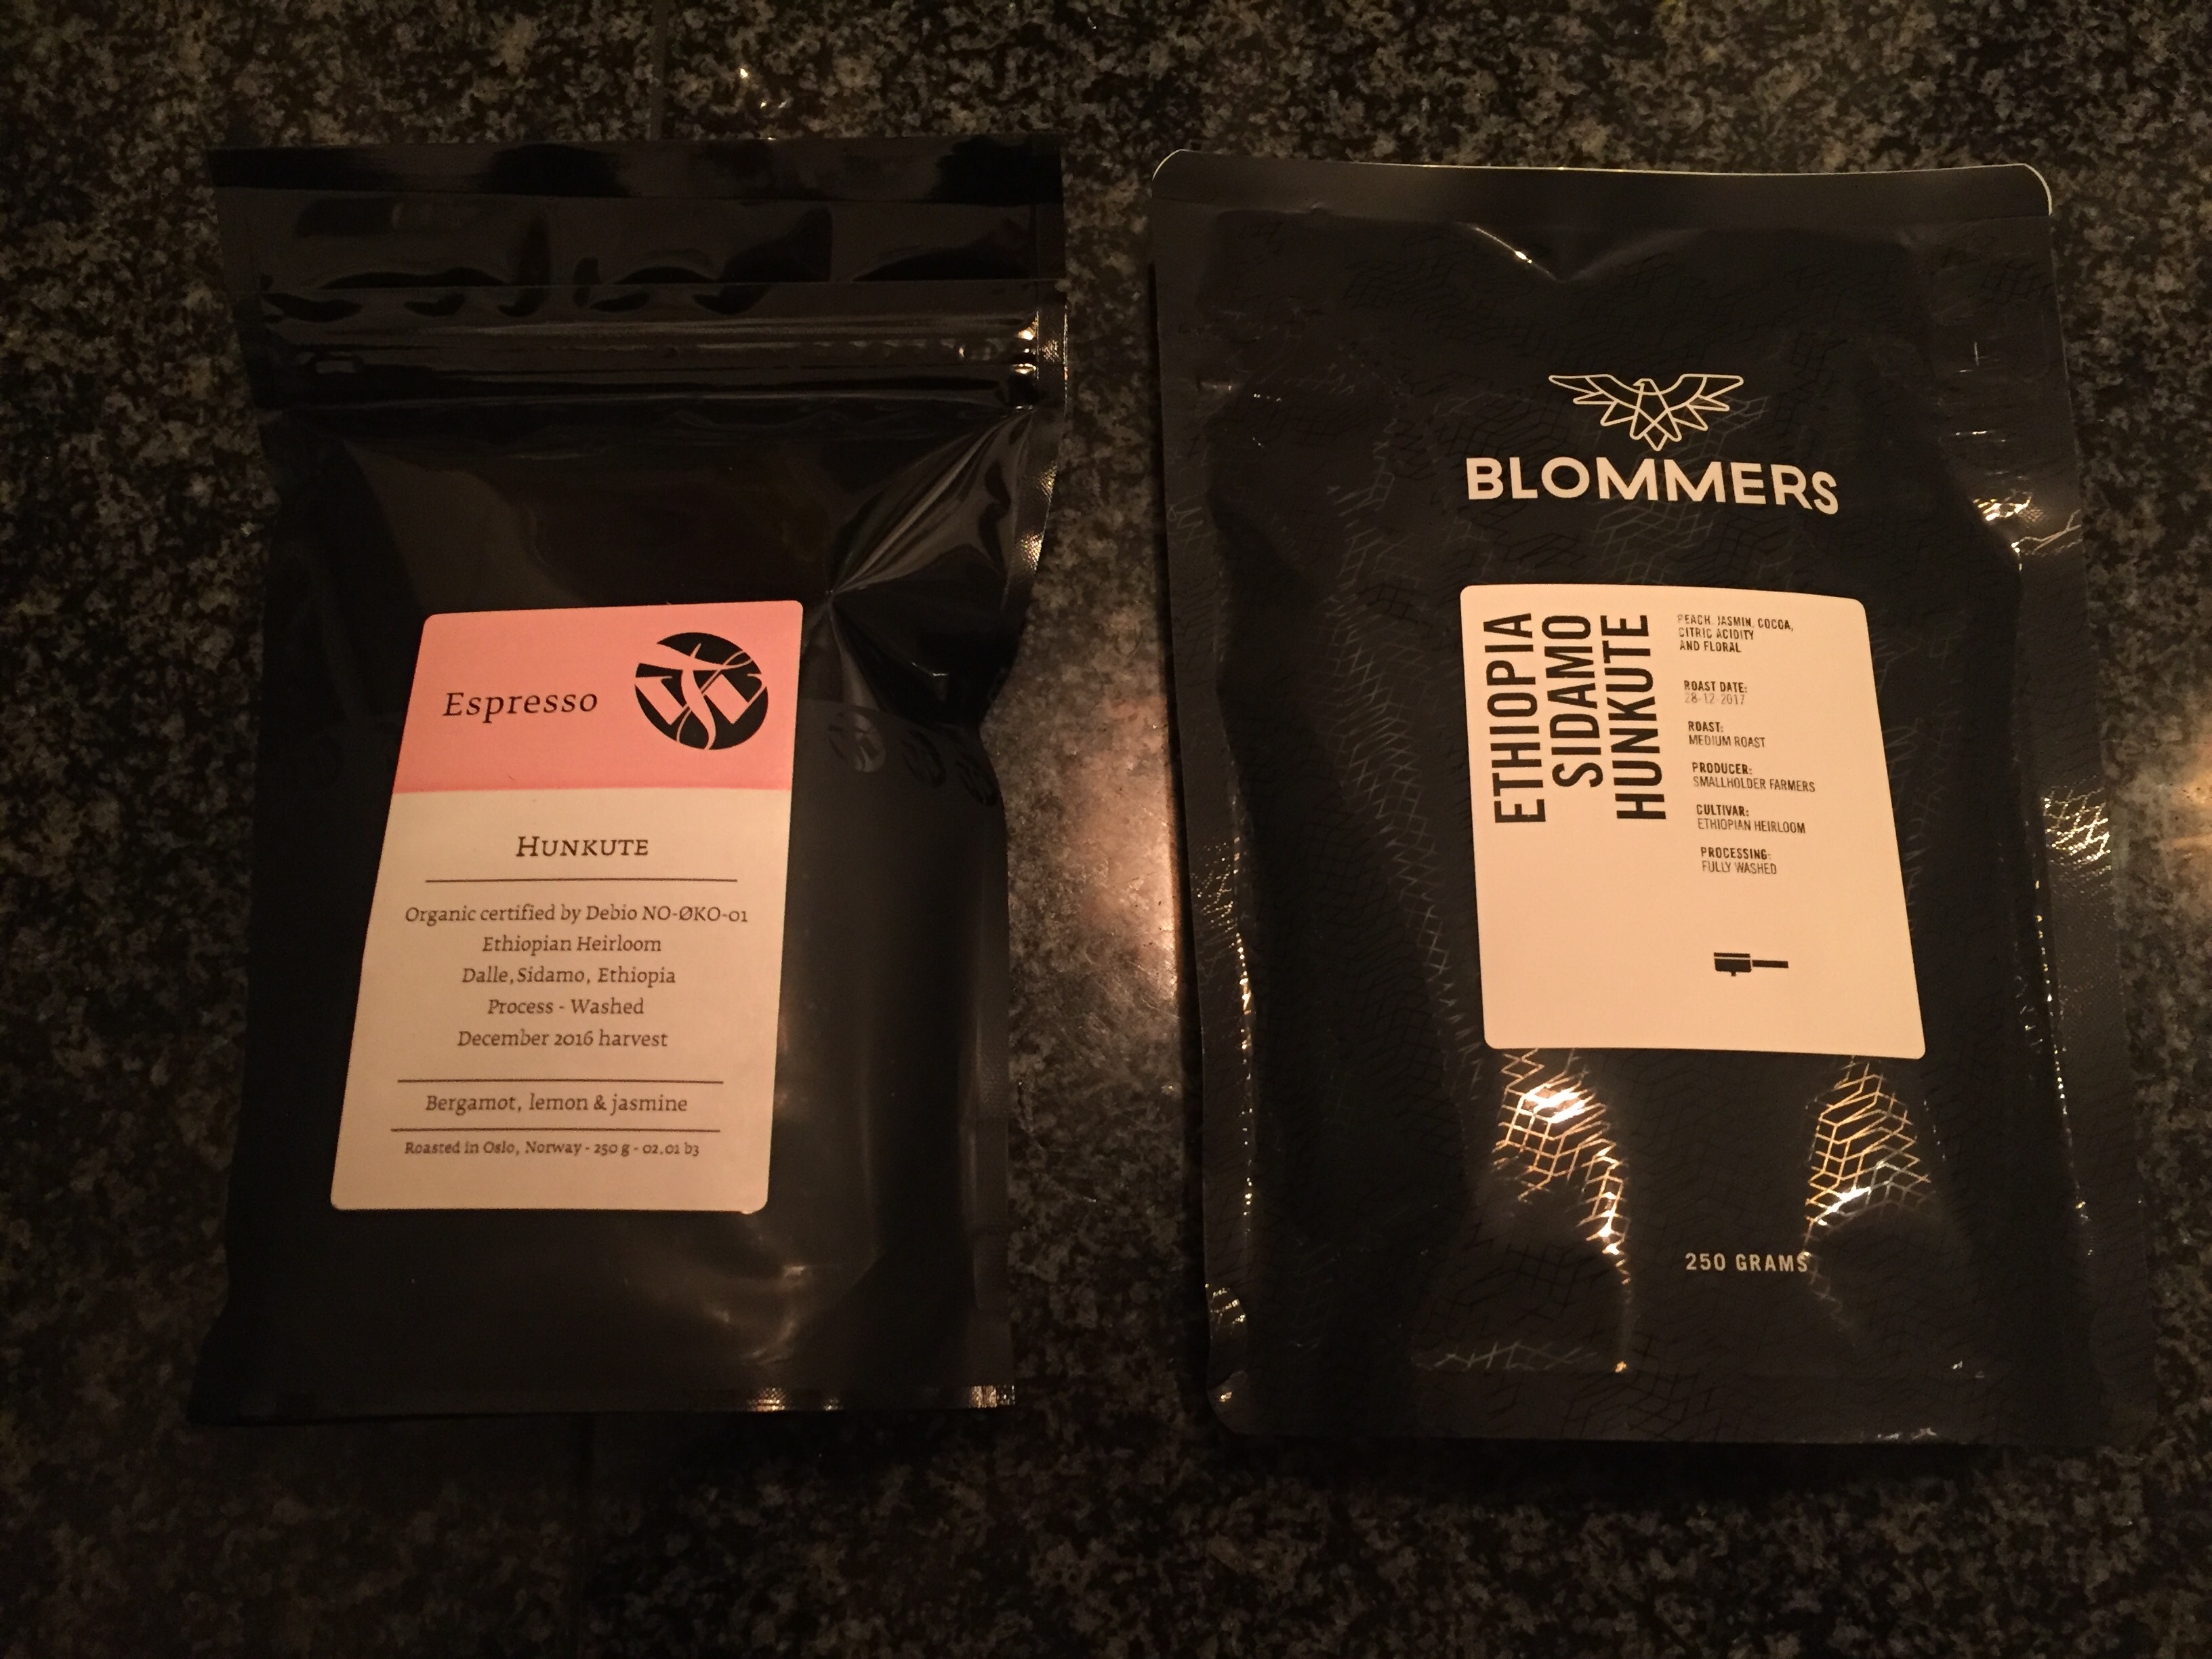 Espresso
HUNKUTE
Organic certified by Debio NO-ØKO-01
Ethiopian Heirloom
Dalle, Sidamo, Ethiopia
Process - Washed
December 2016 harvest
Bergamot, lemon & jasmine
Roasted in Oslo, Norway - 250 g - 02.01 b3
BLOMMERS
ETHIOPIA
SIDAMO
HUNKUTE
PEACH, JASMIN, COCOA,
CITRIC ACIDITY
AND FLORAL
ROAST DATE:
28-12-2017
ROAST:
MEDIUM ROAST
PRODUCER:
SMALLHOLDER FARMERS
CULTIVAR:
ETHIOPIAN HEIRLOOM
PROCESSING:
FULLY WASHED
250 GRAMS